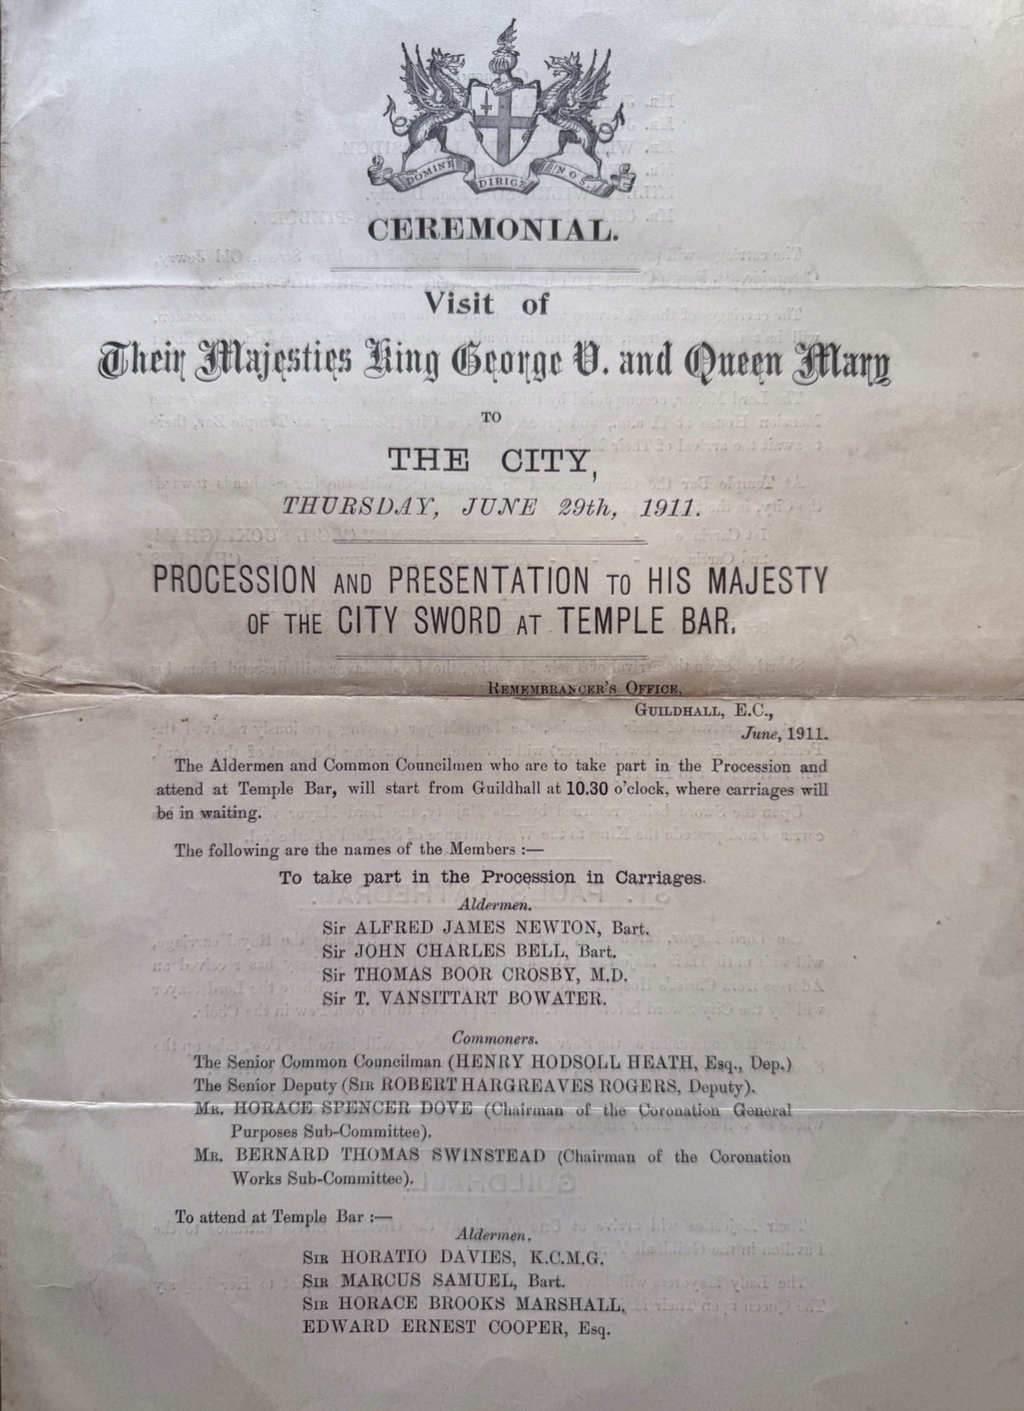 DOMINE DIRIGE NOS.
CEREMONIAL.
Visit of
Their Majesties King George V. and Queen Mary
TO
THE CITY,
THURSDAY, JUNE 29th, 1911.
PROCESSION AND PRESENTATION TO HIS MAJESTY
OF THE CITY SWORD AT TEMPLE BAR.
REMEMBRANCER'S OFFICE,
GUILDHALL, E.C.,
June, 1911.
The Aldermen and Common Councilmen who are to take part in the Procession and
attend at Temple Bar, will start from Guildhall at 10.30 o'clock, where carriages will
be in waiting.
The following are the names of the Members :—
To take part in the Procession in Carriages.
Aldermen.
Sir ALFRED JAMES NEWTON, Bart.
Sir JOHN CHARLES BELL, Bart.
Sir THOMAS BOOR CROSBY, M.D.
Sir T. VANSITTART BOWATER.
Commoners.
The Senior Common Councilman (HENRY HODSOLL HEATH, Esq., Dep.)
The Senior Deputy (SIR ROBERT HARGREAVES ROGERS, Deputy).
MR. HORACE SPENCER DOVE (Chairman of the Coronation General
Purposes Sub-Committee).
MR. BERNARD THOMAS SWINSTEAD (Chairman of the Coronation
Works Sub-Committee).
To attend at Temple Bar :—
Aldermen.
SIR HORATIO DAVIES, K.C.M.G.
SIR MARCUS SAMUEL, Bart.
SIR HORACE BROOKS MARSHALL.
EDWARD ERNEST COOPER, Esq.